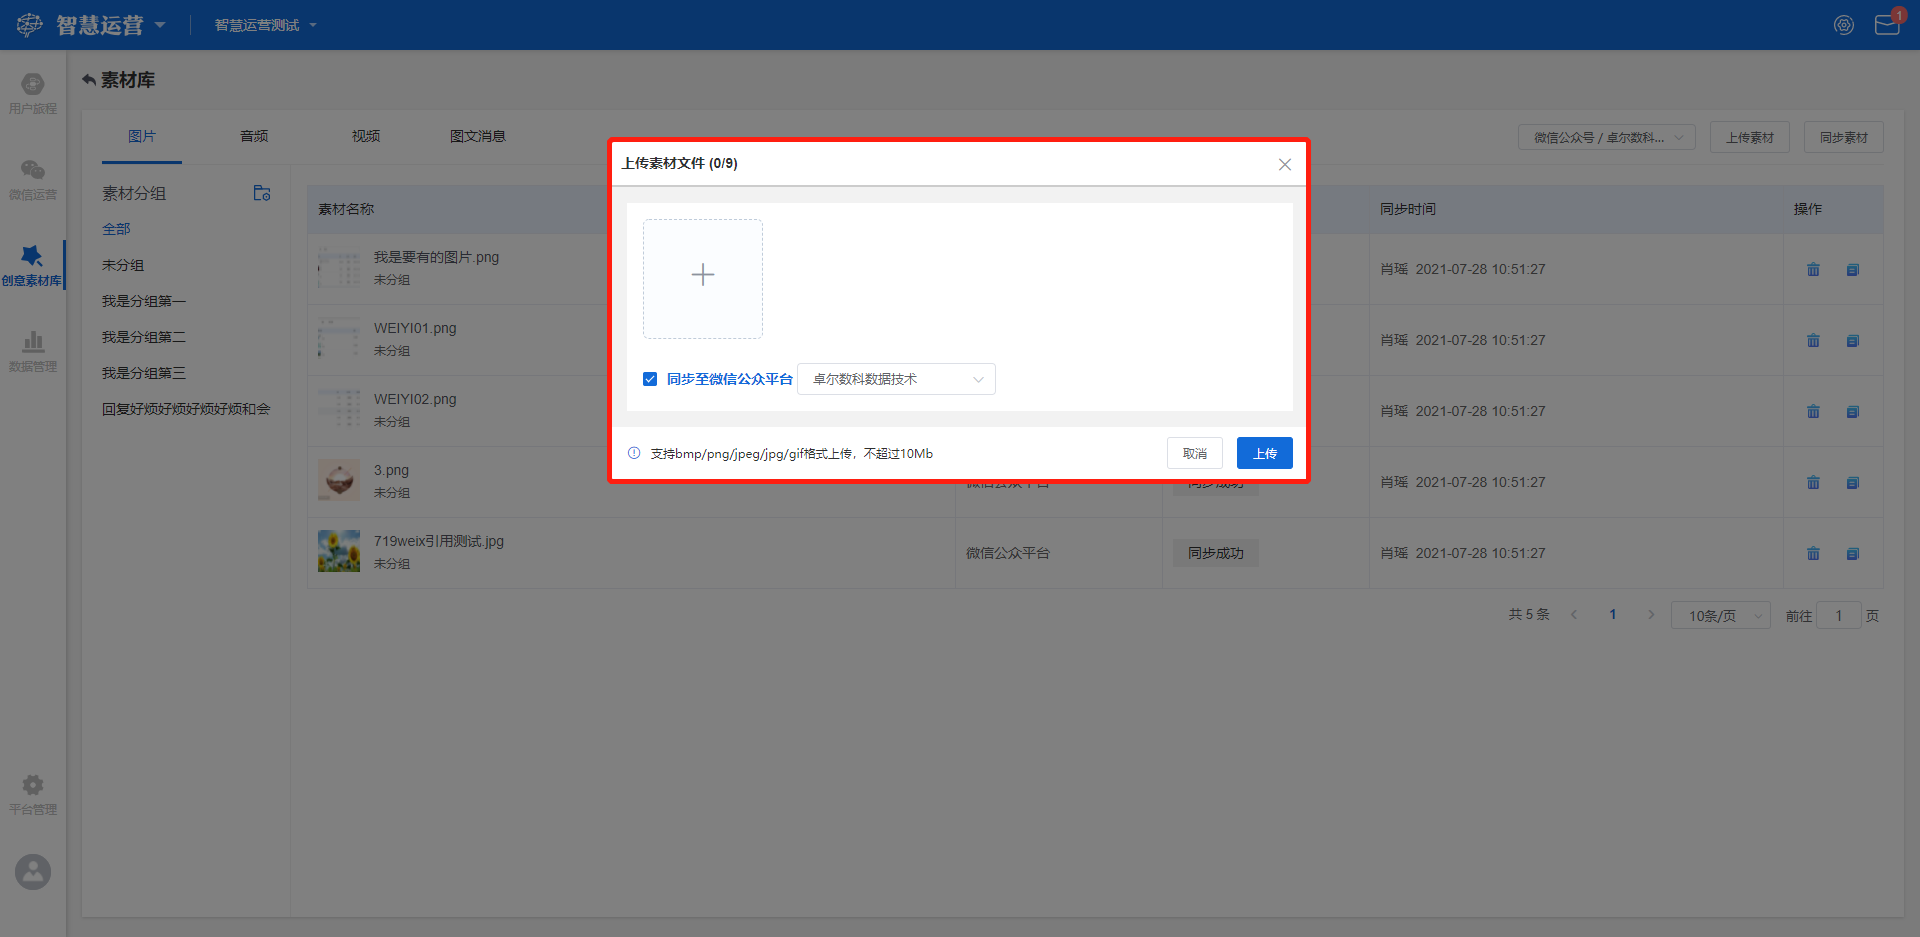 智慧运营
智慧运营测试
1
用户旅程
微信运营
创意素材库
数据管理
平台管理
素材库
图片
音频
视频
图文消息
微信公众号 / 卓尔数科...
上传素材
同步素材
素材分组
全部
未分组
我是分组第一
我是分组第二
我是分组第三
回复好烦好烦好烦好烦和会
素材名称
同步时间
操作
我是要有的图片.png
未分组
肖瑶 2021-07-28 10:51:27
WEIYI01.png
未分组
肖瑶 2021-07-28 10:51:27
WEIYI02.png
未分组
肖瑶 2021-07-28 10:51:27
3.png
未分组
微信公众平台
同步成功
肖瑶 2021-07-28 10:51:27
719weix引用测试.jpg
未分组
微信公众平台
同步成功
肖瑶 2021-07-28 10:51:27
共 5 条
1
10条/页
前往 1 页
上传素材文件 (0/9)
同步至微信公众平台
卓尔数科数据技术
支持bmp/png/jpeg/jpg/gif格式上传，不超过10Mb
取消
上传